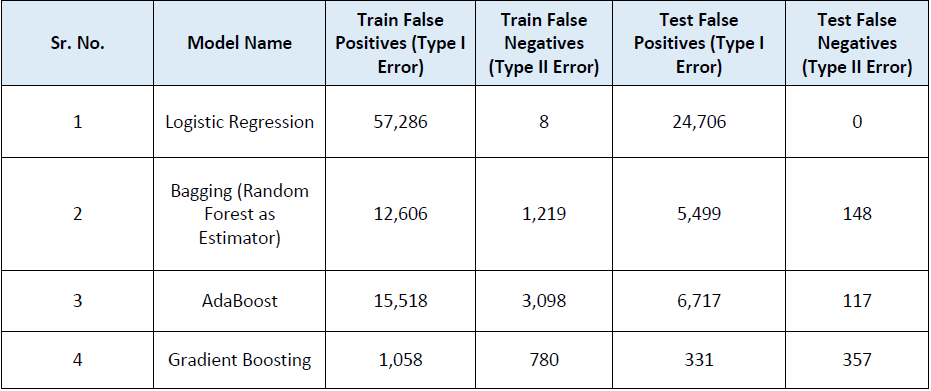 Sr. No.
Model Name
Train False
Positives (Type I
Error)
Train False
Negatives
(Type II Error)
Test False
Positives (Type I
Error)
Test False
Negatives
(Type II Error)
1
Logistic Regression
57,286
8
24,706
0
2
Bagging (Random
Forest as
Estimator)
12,606
1,219
5,499
148
3
AdaBoost
15,518
3,098
6,717
117
4
Gradient Boosting
1,058
780
331
357